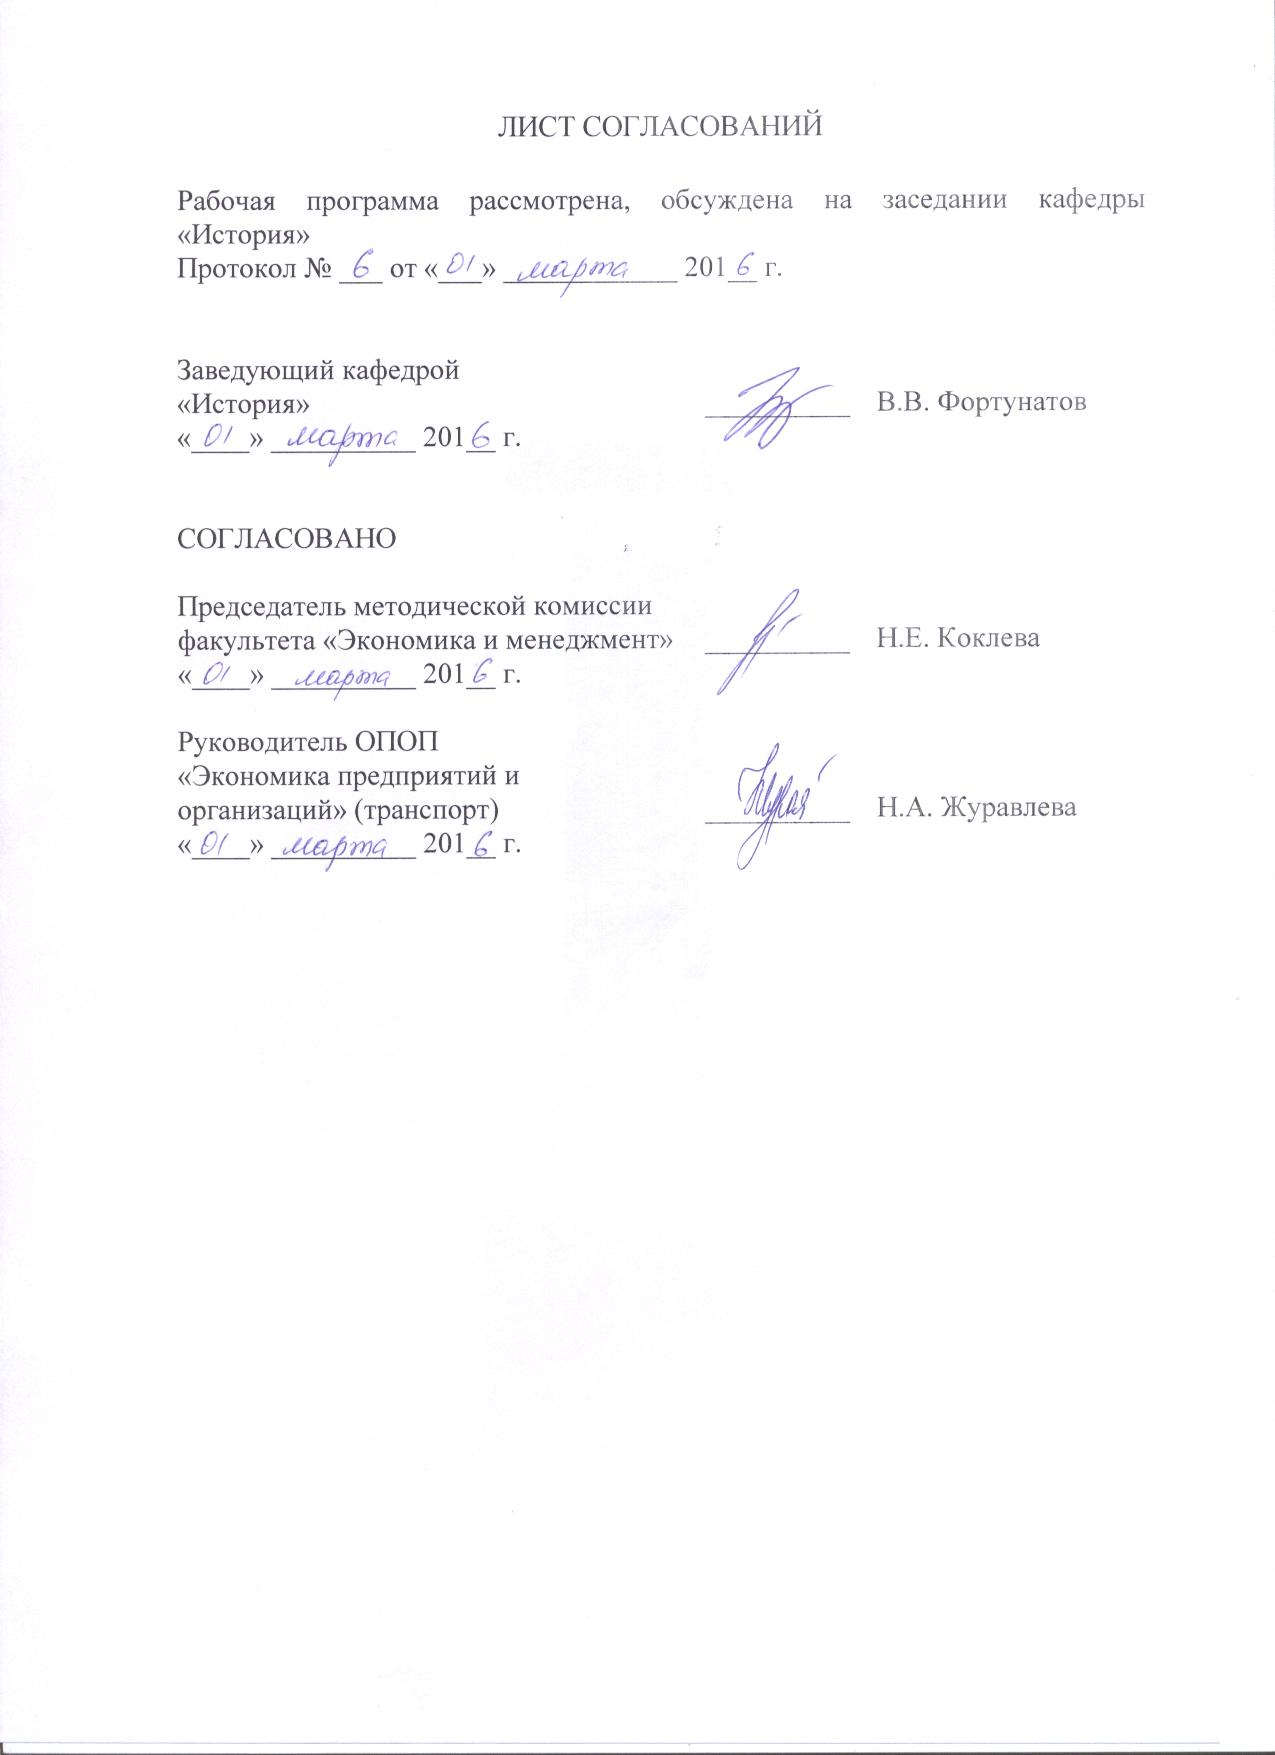 ЛИСТ СОГЛАСОВАНИЙ
Рабочая программа рассмотрена, обсуждена на заседании кафедры
«История»
Протокол № 6 от «01» марта 2016 г.
Заведующий кафедрой
«История» В.В. Фортунатов
«01» марта 2016 г.
СОГЛАСОВАНО
Председатель методической комиссии
факультета «Экономика и менеджмент» Н.Е. Коклева
«01» марта 2016 г.
Руководитель ОПОП
«Экономика предприятий и
организаций» (транспорт) Н.А. Журавлева
«01» марта 2016 г.